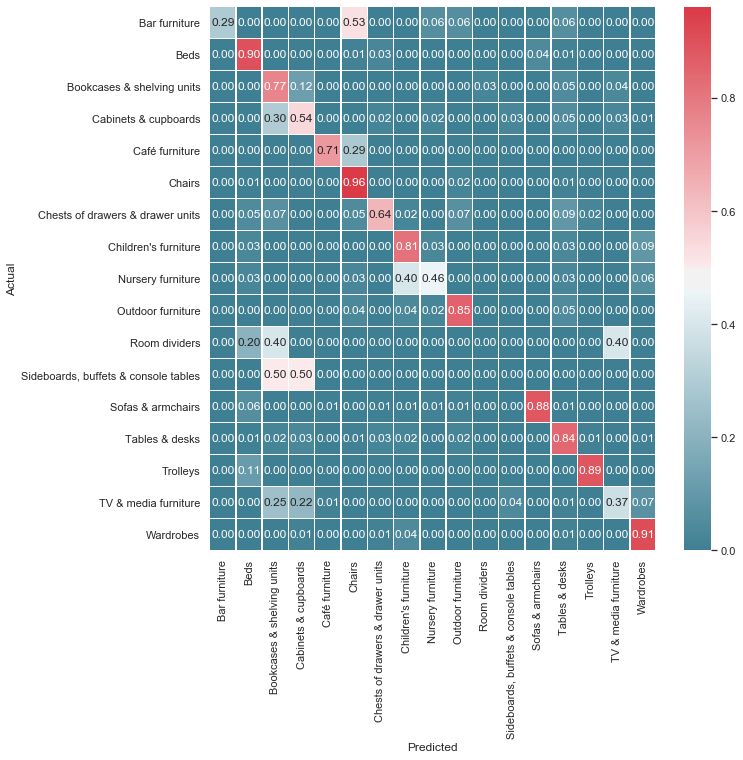 Bar furniture 0.29 0.00 0.00 0.00 0.00 0.53 0.00 0.00 0.06 0.06 0.00 0.00 0.00 0.06 0.00 0.00 0.00
Beds 0.00 0.90 0.00 0.00 0.00 0.01 0.03 0.00 0.00 0.00 0.00 0.00 0.04 0.01 0.00 0.00 0.00
Bookcases & shelving units 0.00 0.00 0.77 0.12 0.00 0.00 0.00 0.00 0.00 0.00 0.03 0.00 0.00 0.05 0.00 0.04 0.00
Cabinets & cupboards 0.00 0.00 0.30 0.54 0.00 0.00 0.02 0.00 0.02 0.00 0.00 0.03 0.00 0.05 0.00 0.03 0.01
Café furniture 0.00 0.00 0.00 0.00 0.71 0.29 0.00 0.00 0.00 0.00 0.00 0.00 0.00 0.00 0.00 0.00 0.00
Chairs 0.00 0.01 0.00 0.00 0.00 0.96 0.00 0.00 0.00 0.02 0.00 0.00 0.00 0.01 0.00 0.00 0.00
Chests of drawers & drawer units 0.00 0.05 0.07 0.00 0.00 0.05 0.64 0.02 0.00 0.07 0.00 0.00 0.00 0.09 0.02 0.00 0.00
Children's furniture 0.00 0.03 0.00 0.00 0.00 0.00 0.00 0.81 0.03 0.00 0.00 0.00 0.00 0.03 0.00 0.00 0.09
Nursery furniture 0.00 0.03 0.00 0.00 0.00 0.03 0.00 0.40 0.46 0.00 0.00 0.00 0.00 0.03 0.00 0.00 0.06
Outdoor furniture 0.00 0.00 0.00 0.00 0.00 0.04 0.00 0.04 0.02 0.85 0.00 0.00 0.00 0.05 0.00 0.00 0.00
Room dividers 0.00 0.20 0.40 0.00 0.00 0.00 0.00 0.00 0.00 0.00 0.00 0.00 0.00 0.00 0.00 0.40 0.00
Sideboards, buffets & console tables 0.00 0.00 0.50 0.50 0.00 0.00 0.00 0.00 0.00 0.00 0.00 0.00 0.00 0.00 0.00 0.00 0.00
Sofas & armchairs 0.00 0.06 0.00 0.00 0.01 0.00 0.01 0.01 0.01 0.01 0.00 0.00 0.88 0.01 0.00 0.00 0.00
Tables & desks 0.00 0.01 0.02 0.03 0.00 0.01 0.03 0.02 0.00 0.02 0.00 0.00 0.00 0.84 0.01 0.00 0.01
Trolleys 0.00 0.11 0.00 0.00 0.00 0.00 0.00 0.00 0.00 0.00 0.00 0.00 0.00 0.00 0.89 0.00 0.00
TV & media furniture 0.00 0.00 0.25 0.22 0.01 0.00 0.00 0.00 0.00 0.00 0.00 0.04 0.00 0.01 0.00 0.37 0.07
Wardrobes 0.00 0.00 0.00 0.01 0.00 0.00 0.01 0.04 0.00 0.00 0.00 0.00 0.00 0.01 0.00 0.00 0.91
Actual
Bar furniture
Beds
Bookcases & shelving units
Cabinets & cupboards
Café furniture
Chairs
Chests of drawers & drawer units
Children's furniture
Nursery furniture
Outdoor furniture
Room dividers
Sideboards, buffets & console tables
Sofas & armchairs
Tables & desks
Trolleys
TV & media furniture
Wardrobes
Predicted
0.8
0.6
0.4
0.2
0.0